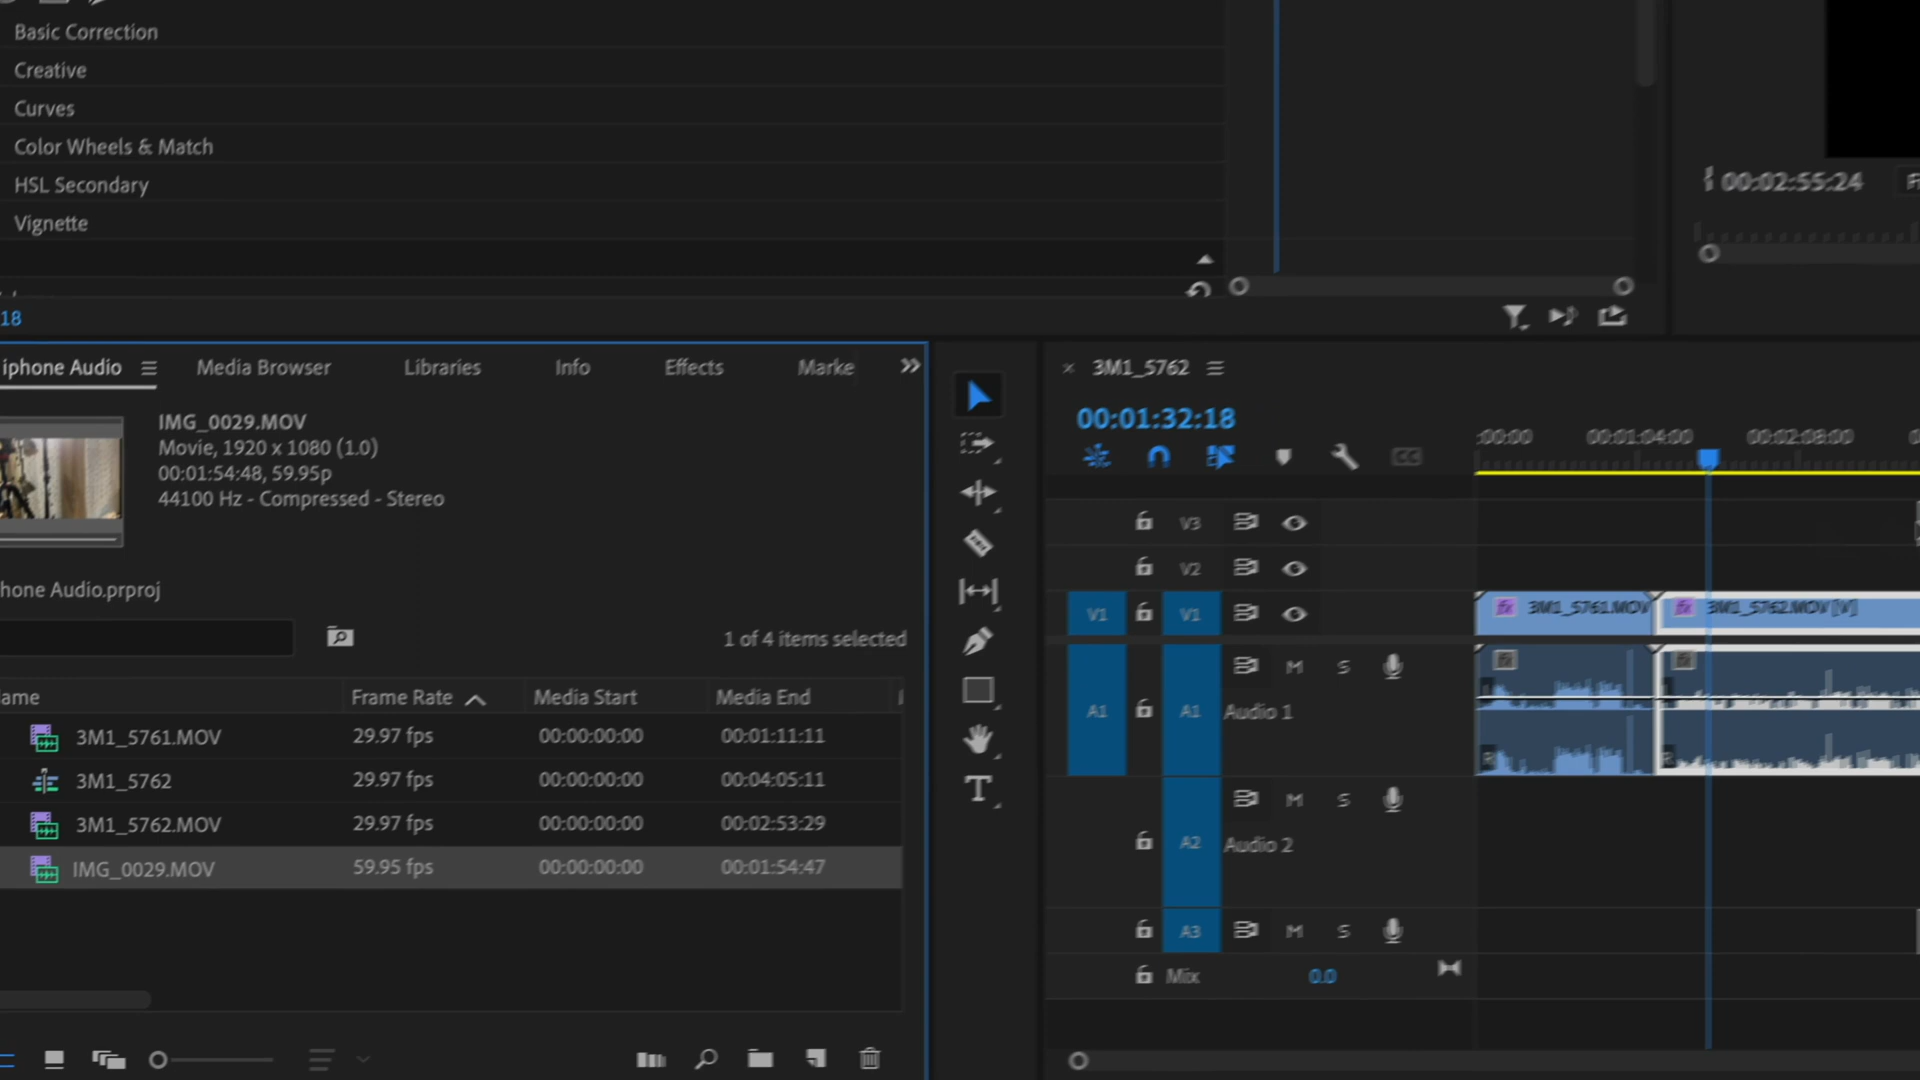 Basic Correction
Creative
Curves
Color Wheels & Match
HSL Secondary
Vignette
18
00:02:55:24
iphone Audio
Media Browser
Libraries
Info
Effects
Marke
IMG_0029.MOV
Movie, 1920 x 1080 (1.0)
00:01:54:48, 59.95p
44100 Hz - Compressed - Stereo
hone Audio.prproj
1 of 4 items selected
ame Frame Rate Media Start Media End
3M1_5761.MOV 29.97 fps 00:00:00:00 00:01:11:11
3M1_5762 29.97 fps 00:00:00:00 00:04:05:11
3M1_5762.MOV 29.97 fps 00:00:00:00 00:02:53:29
IMG_0029.MOV 59.95 fps 00:00:00:00 00:01:54:47
T
3M1_5762
00:01:32:18
:00:00 00:01:04:00 00:02:08:00
V3
V2
V1 V1
fx 3M1_5761.MOV fx 3M1_5762.MOV [V]
M S
A1 A1 Audio 1
M S
A2 Audio 2
A3 M S
Mix 0.0